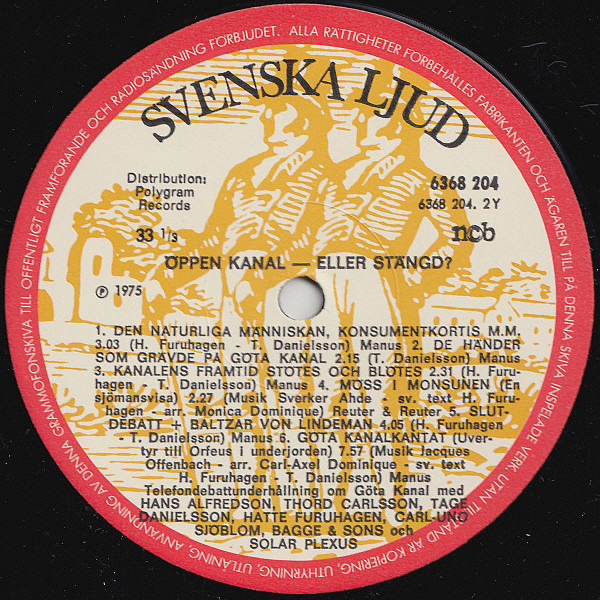 SVENSKA LJUD
Distribution:
Polygram
Records
33 1/3
6368 204
6368 204. 2Y
ncb
ÖPPEN KANAL — ELLER STÄNGD?
℗ 1975
1. DEN NATURLIGA MÄNNISKAN, KONSUMENTKORTIS M.M.
3.03 (H. Furuhagen - T. Danielsson) Manus 2. DE HÄNDER
SOM GRÄVDE PÅ GÖTA KANAL 2.15 (T. Danielsson) Manus
3. KANALENS FRAMTID STÖTES OCH BLÖTES 2.31 (H. Furu-
hagen - T. Danielsson) Manus 4. MÖSS I MONSUNEN (En
sjömansvisa) 2.27 (Musik Sverker Ahde - sv. text H. Furu-
hagen - arr. Monica Dominique) Reuter & Reuter 5. SLUT-
DEBATT + BALTZAR VON LINDEMAN 4.05 (H. Furuhagen
- T. Danielsson) Manus 6. GÖTA KANALKANTAT (Uver-
tyr till Orfeus i underjorden) 7.57 (Musik Jacques
Offenbach - arr. Carl-Axel Dominique - sv. text
H. Furuhagen - T. Danielsson) Manus
Telefondebattunderhållning om Göta Kanal med
HANS ALFREDSON, THORD CARLSSON, TAGE
DANIELSSON, HATTE FURUHAGEN, CARL-UNO
SJÖBLOM, BAGGE & SONS och
SOLAR PLEXUS
ANVÄNDNING AV DENNA GRAMMOFONSKIVA TILL OFFENTLIGT FRAMFÖRANDE OCH RADIOSÄNDNING FÖRBJUDET. ALLA RÄTTIGHETER FÖRBEHÅLLES FABRIKANTEN OCH ÄGAREN TILL PÅ DENNA SKIVA INSPELADE VERK. UTAN TILLSTÅND ÄR KOPIERING, UTHYRNING, UTLÅNING,